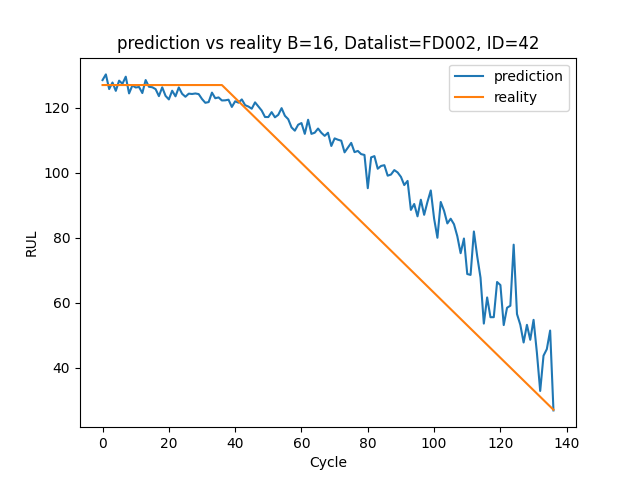 prediction vs reality B=16, Datalist=FD002, ID=42
prediction
reality
RUL
120
100
80
60
40
0 20 40 60 80 100 120 140
Cycle